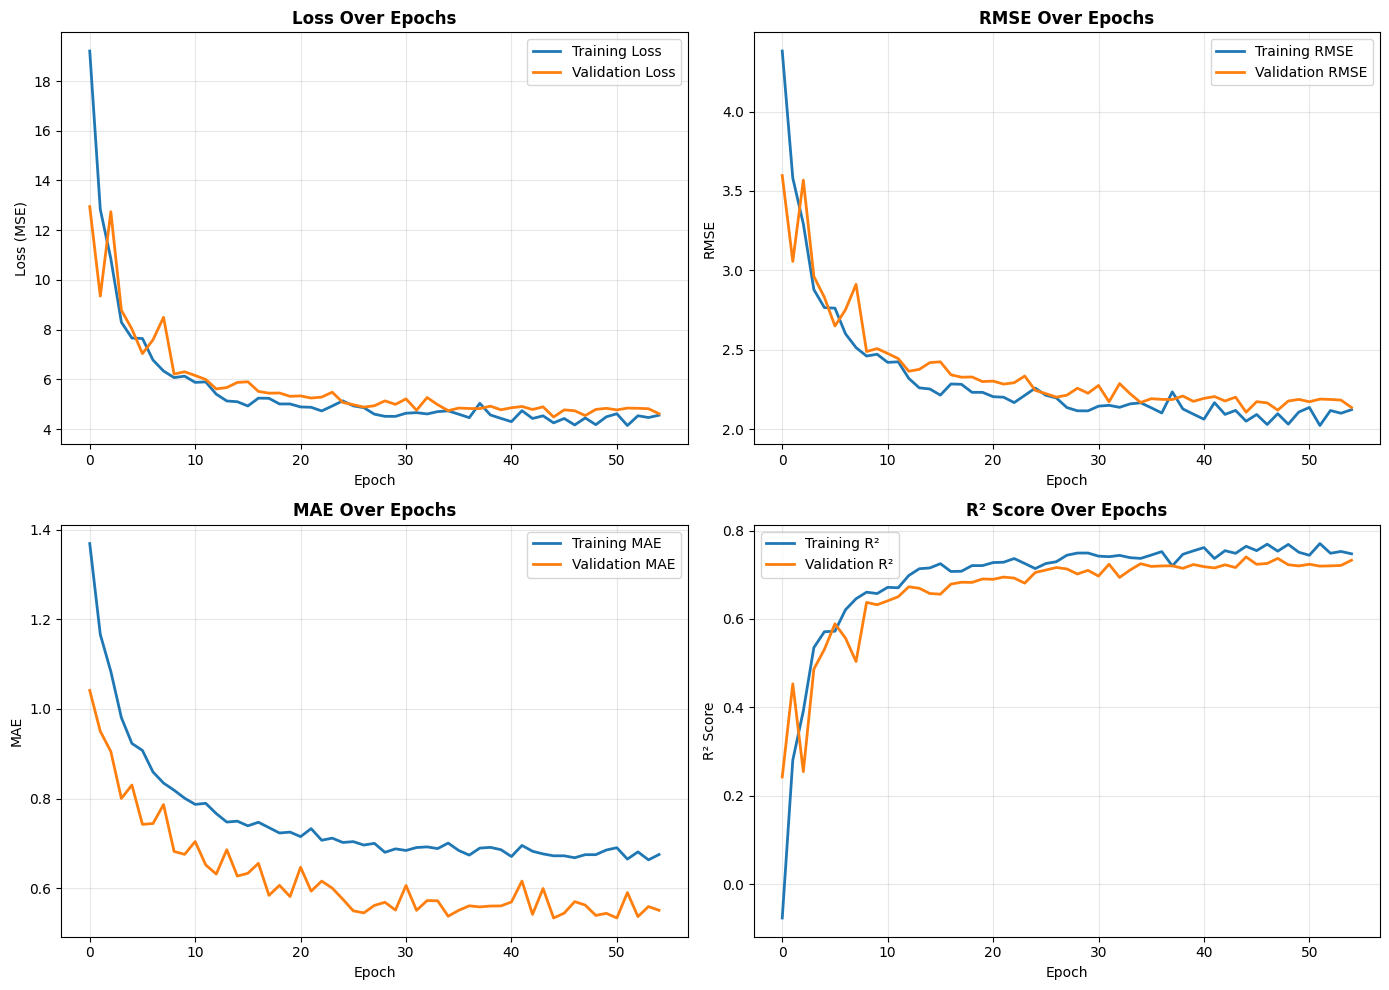 Loss Over Epochs
Training Loss
Validation Loss
Loss (MSE)
18
16
14
12
10
8
6
4
0
10
20
30
40
50
Epoch
RMSE Over Epochs
Training RMSE
Validation RMSE
RMSE
4.0
3.5
3.0
2.5
2.0
0
10
20
30
40
50
Epoch
MAE Over Epochs
Training MAE
Validation MAE
MAE
1.4
1.2
1.0
0.8
0.6
0
10
20
30
40
50
Epoch
R² Score Over Epochs
Training R²
Validation R²
R² Score
0.8
0.6
0.4
0.2
0.0
0
10
20
30
40
50
Epoch